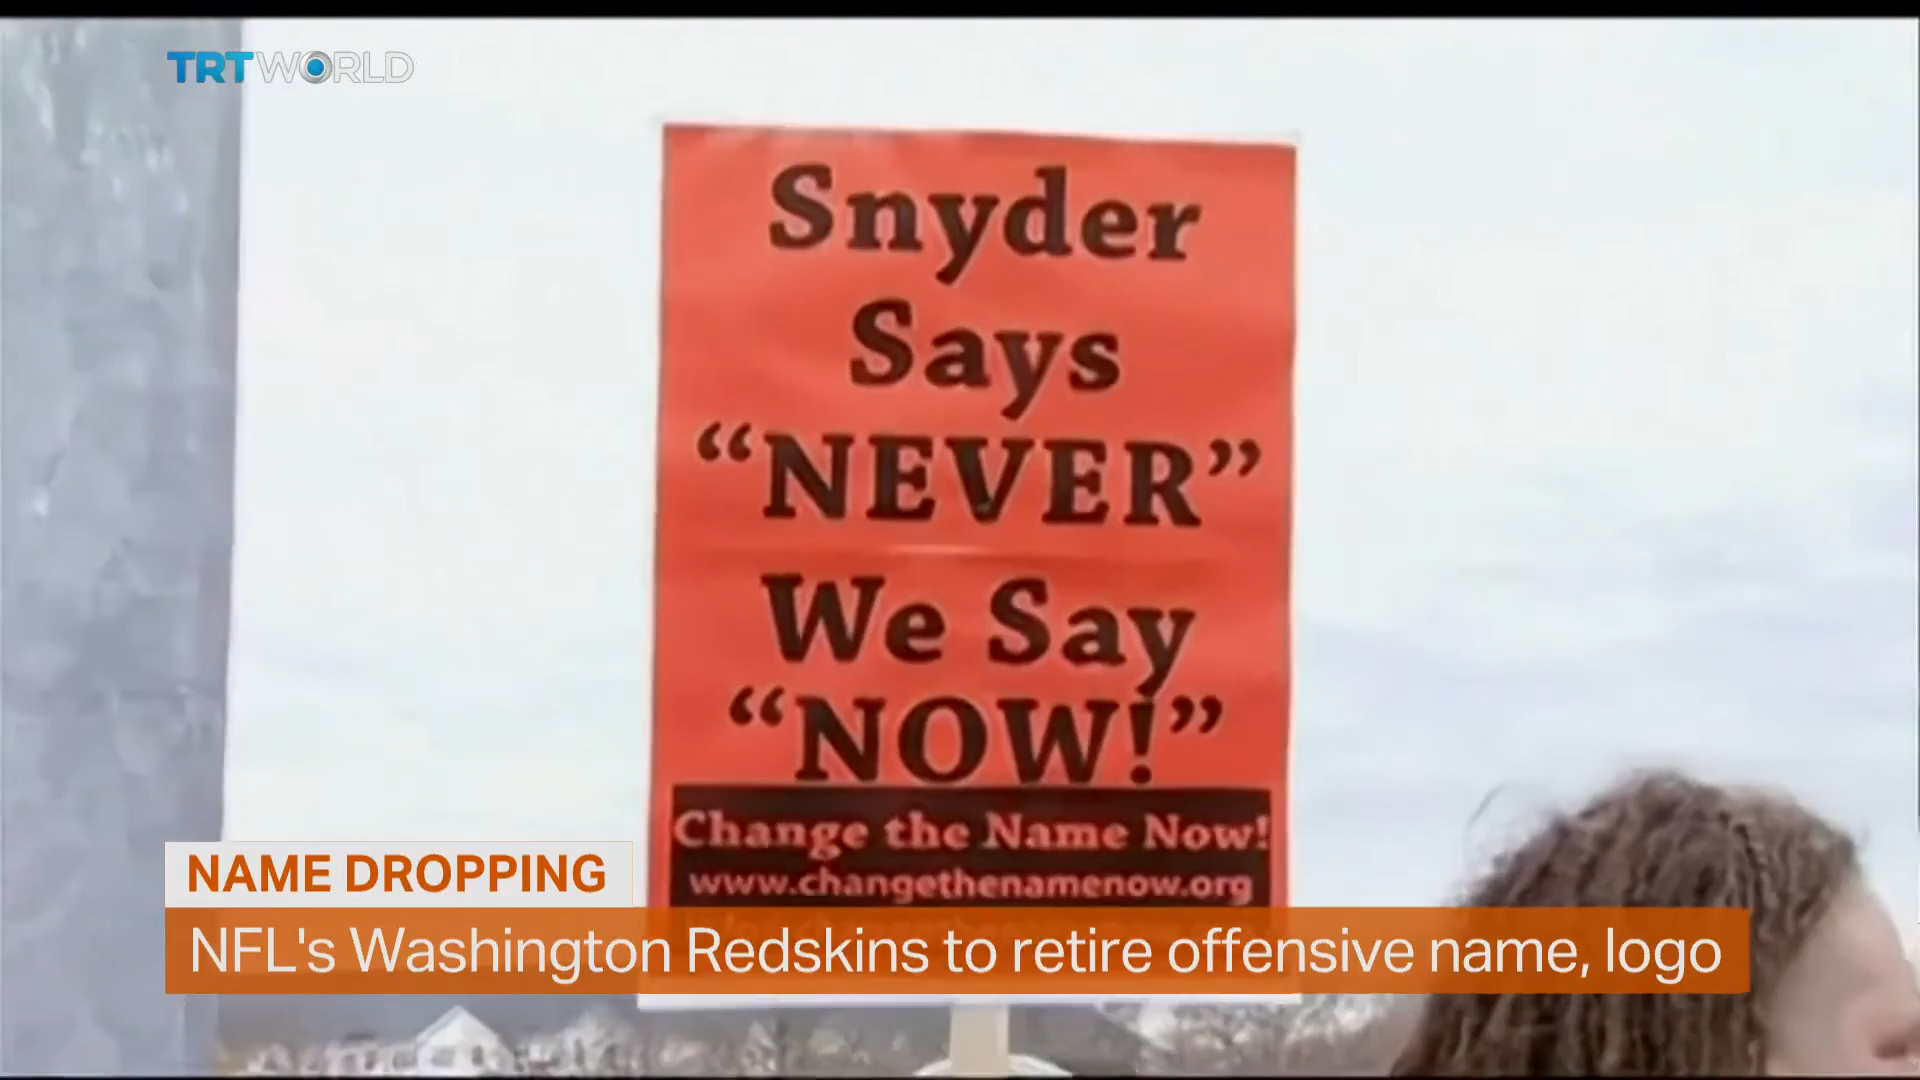 TRT WORLD
Snyder
Says
“NEVER”
We Say
“NOW!”
Change the Name Now!
www.changethenamenow.org
NAME DROPPING
NFL's Washington Redskins to retire offensive name, logo